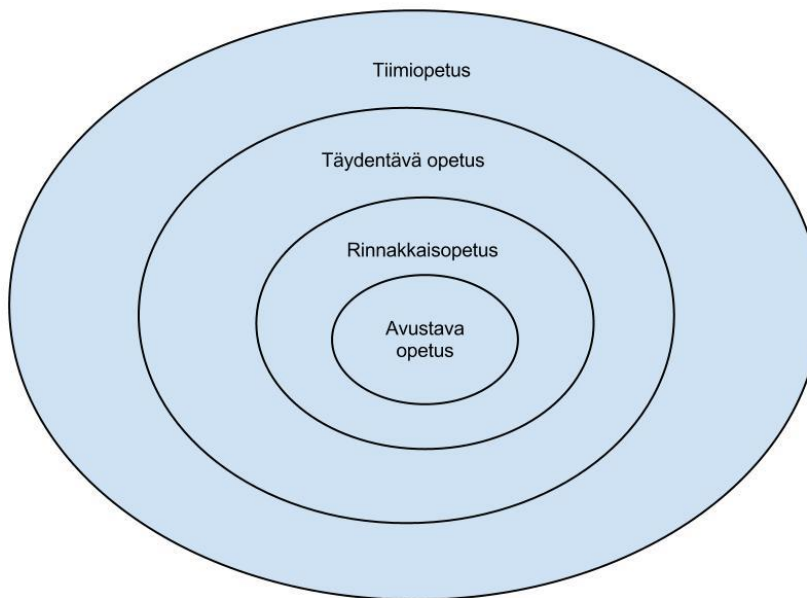 Tiimiopetus
Täydentävä opetus
Rinnakkaisopetus
Avustava
opetus